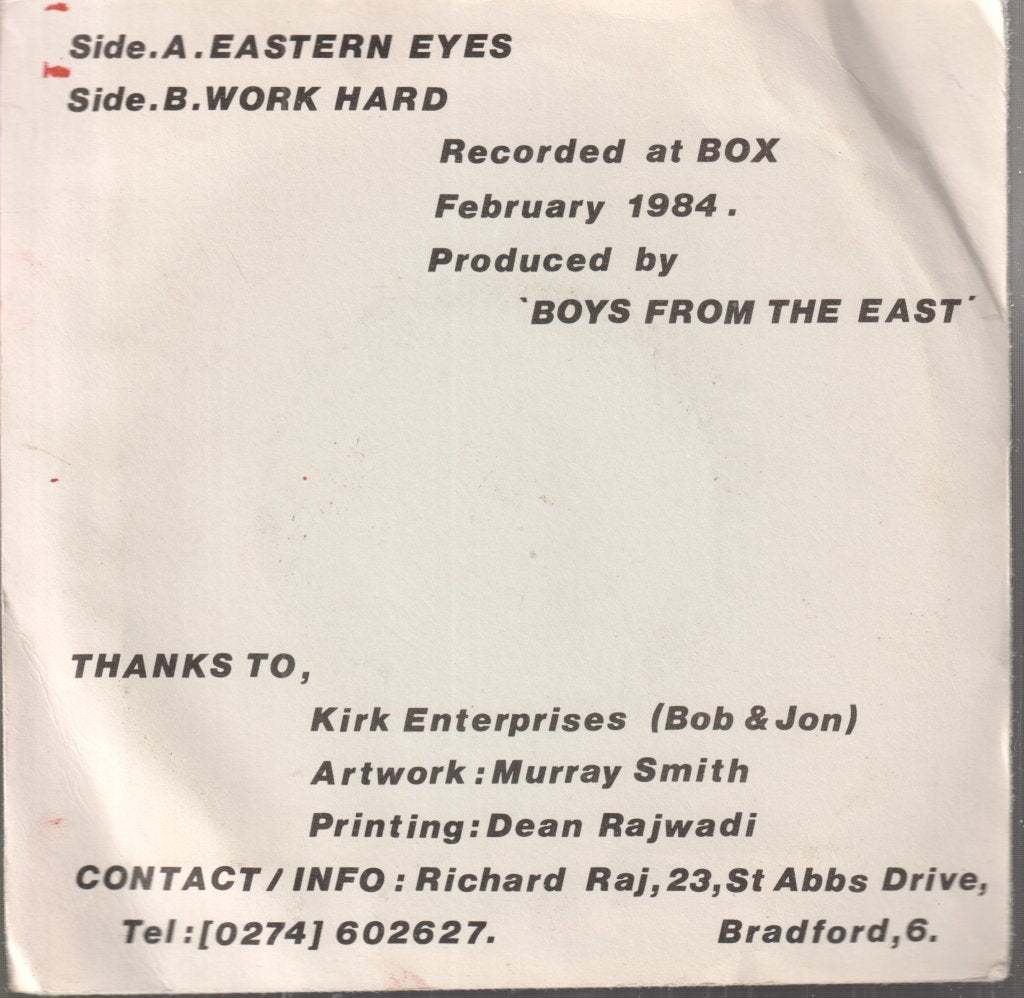 Side.A.EASTERN EYES
Side.B.WORK HARD
Recorded at BOX
February 1984.
Produced by
`BOYS FROM THE EAST´
THANKS TO,
Kirk Enterprises (Bob & Jon)
Artwork:Murray Smith
Printing:Dean Rajwadi
CONTACT/INFO:Richard Raj,23,St Abbs Drive,
Tel:[0274] 602627. Bradford,6.